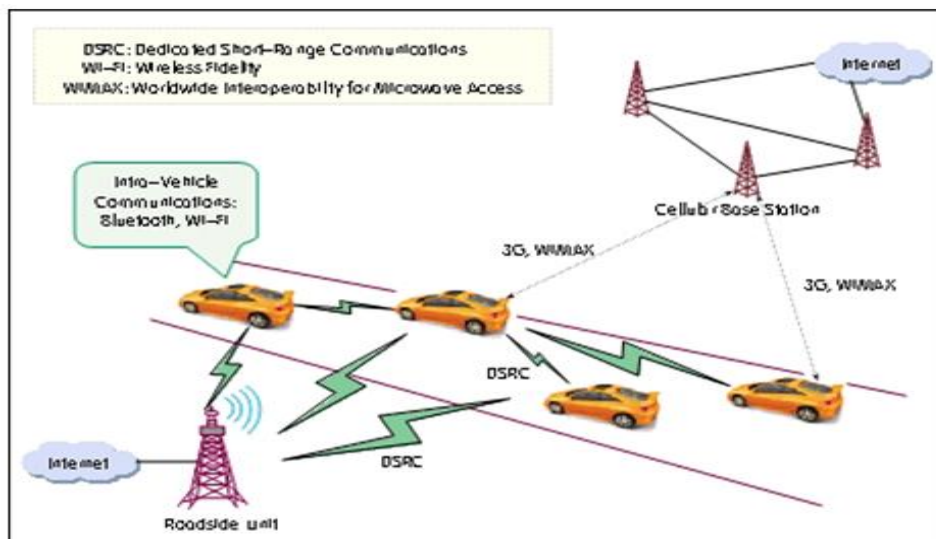 DSRC: Dedicated Short-Range Communications
Wi-Fi: Wireless Fidelity
WiMAX: Worldwide Interoperability for Microwave Access
Internet
Intra-Vehicle
Communications:
Bluetooth, Wi-Fi
Cellular Base Station
3G, WiMAX
3G, WiMAX
DSRC
DSRC
Internet
Roadside unit